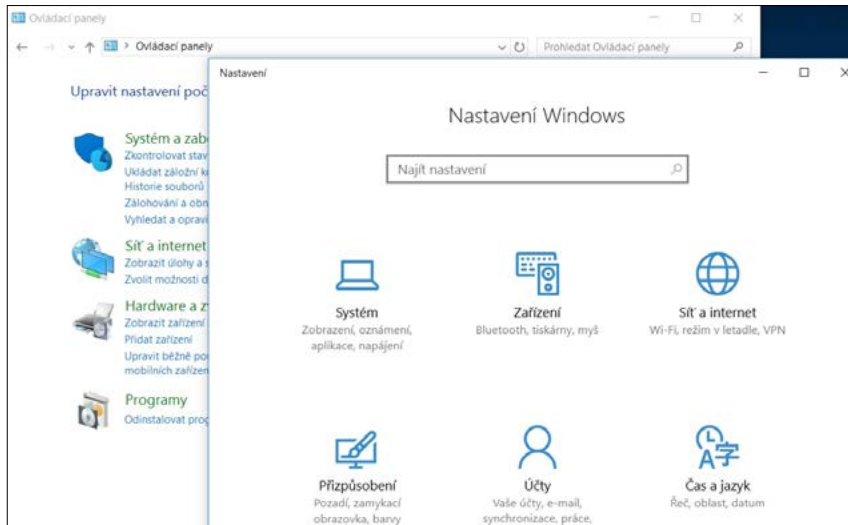 Ovládací panely
Ovládací panely
Prohledat Ovládací panely
Upravit nastavení poč
Systém a zab
Zkontrolovat stav
Ukládat záložní k
Historie souborů
Zálohování a obn
Vyhledat a opravi
Síť a internet
Zobrazit úlohy a s
Zvolit možnosti d
Hardware a z
Zobrazit zařízení
Přidat zařízení
Upravit běžně po
mobilních zařízen
Programy
Odinstalovat prog
Nastavení
Nastavení Windows
Najít nastavení
Systém
Zobrazení, oznámení,
aplikace, napájení
Zařízení
Bluetooth, tiskárny, myš
Síť a internet
Wi-Fi, režim v letadle, VPN
Přizpůsobení
Pozadí, zamykací
obrazovka, barvy
Účty
Vaše účty, e-mail,
synchronizace, práce,
Čas a jazyk
Řeč, oblast, datum